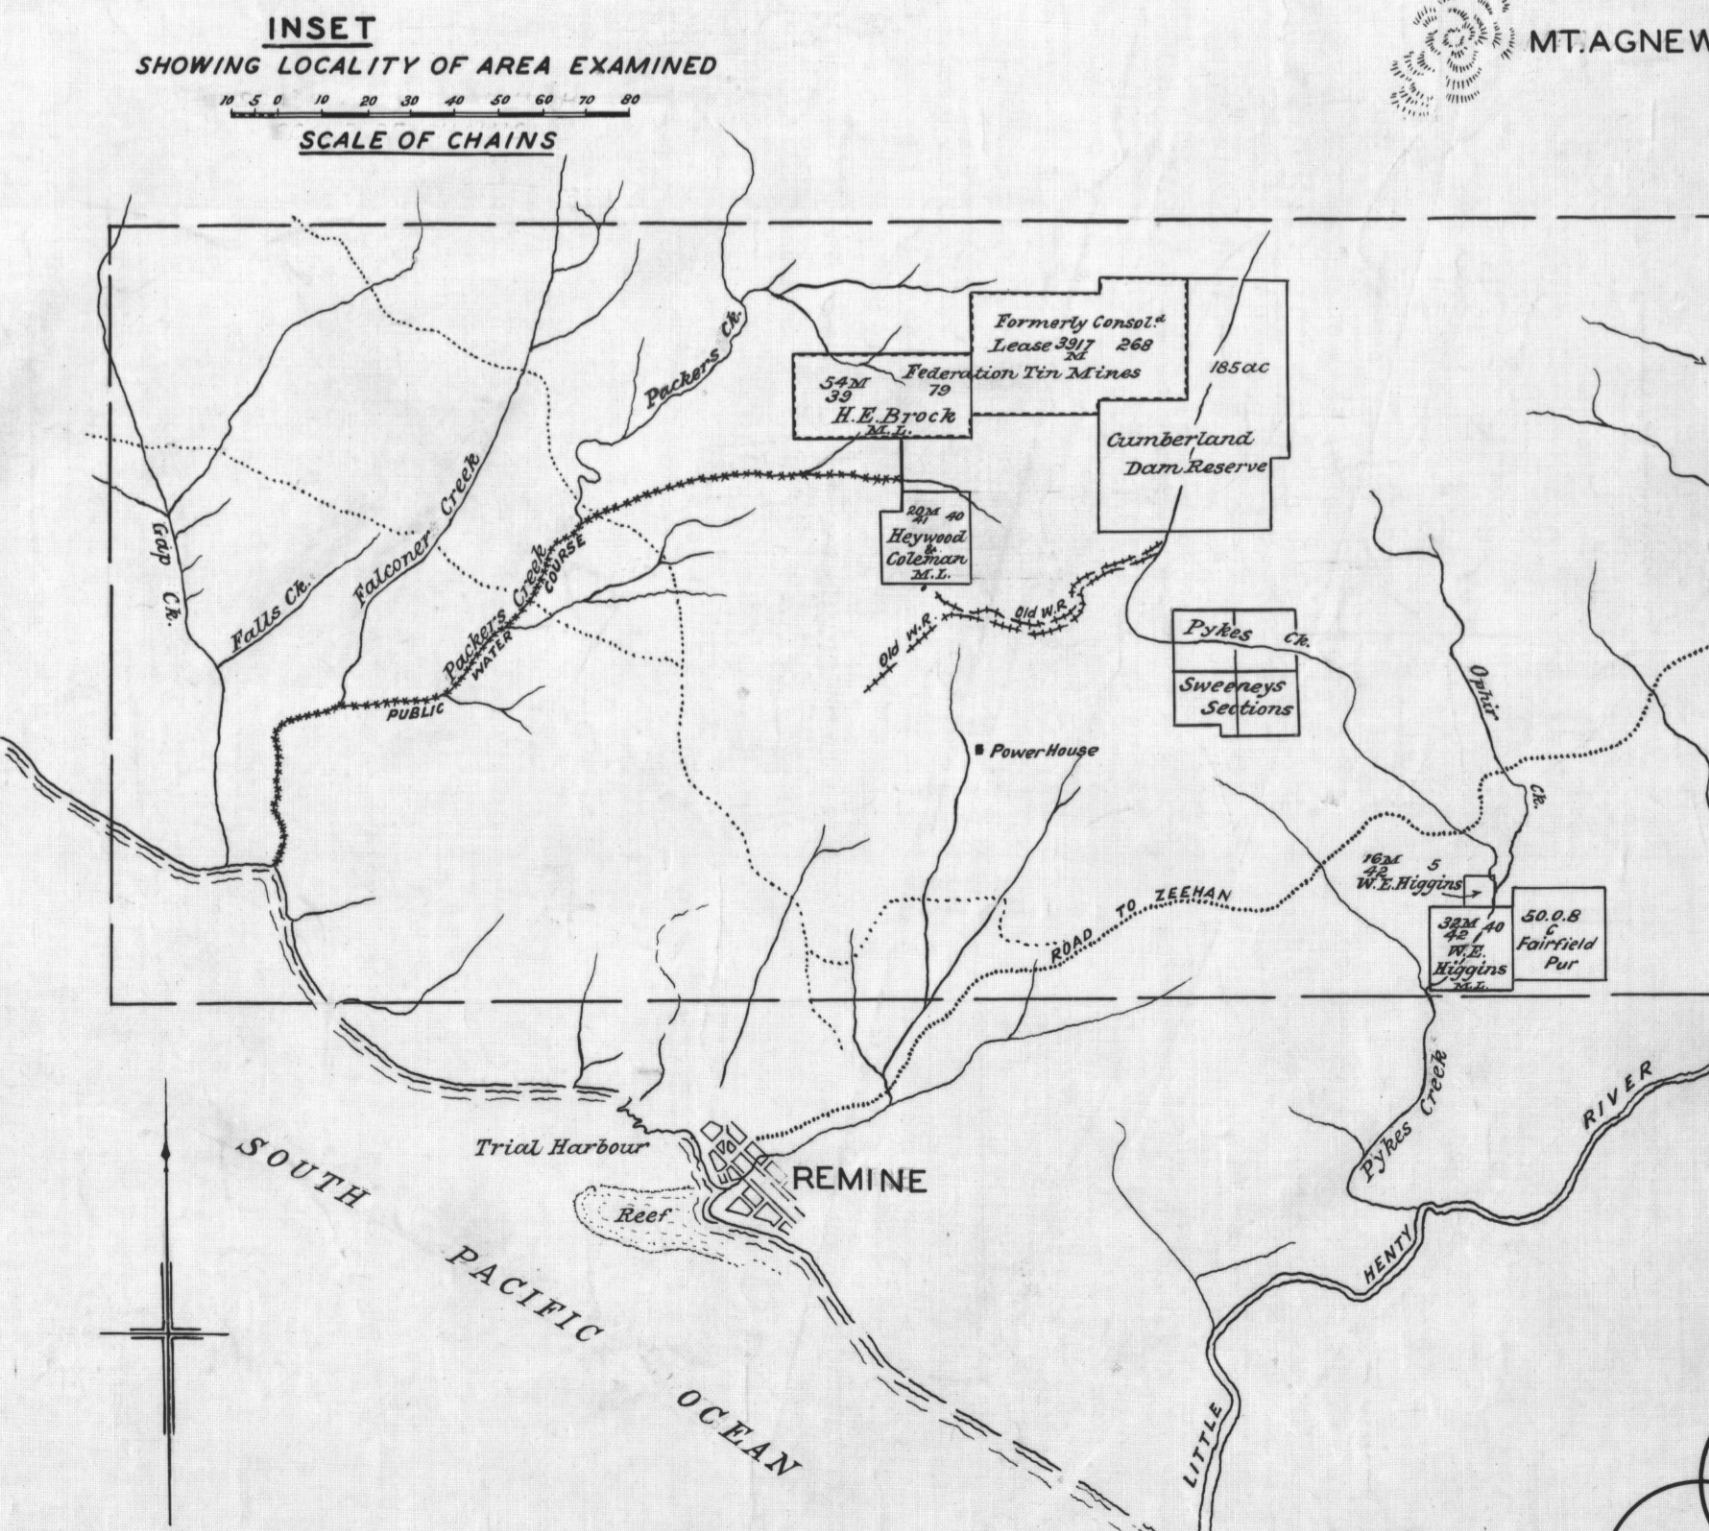 INSET
SHOWING LOCALITY OF AREA EXAMINED
10 5 0 10 20 30 40 50 60 70 80
SCALE OF CHAINS
MT. AGNEW
Packers Ck.
Formerly Consol.d
Lease 3917 268
M
Federation Tin Mines
185ac
54M 79
39
H.E.Brock
M.L.
Cumberland
Dam Reserve
Gap Ck.
Falls Ck.
Falconer Creek
Packers Creek
PUBLIC WATER COURSE
20M 40
41
Heywood
&
Coleman
M.L.
Old W.R.
Old W.R.
Pykes Ck.
Sweeneys
Sections
Ophir Ck.
Power House
16M 5
42
W.E.Higgins
ROAD TO ZEEHAN
32M 40
42
W.E.
Higgins
M.L.
50.0.8
C
Fairfield
Pur
Pykes Creek
Trial Harbour
REMINE
Reef
SOUTH PACIFIC OCEAN
LITTLE HENTY RIVER